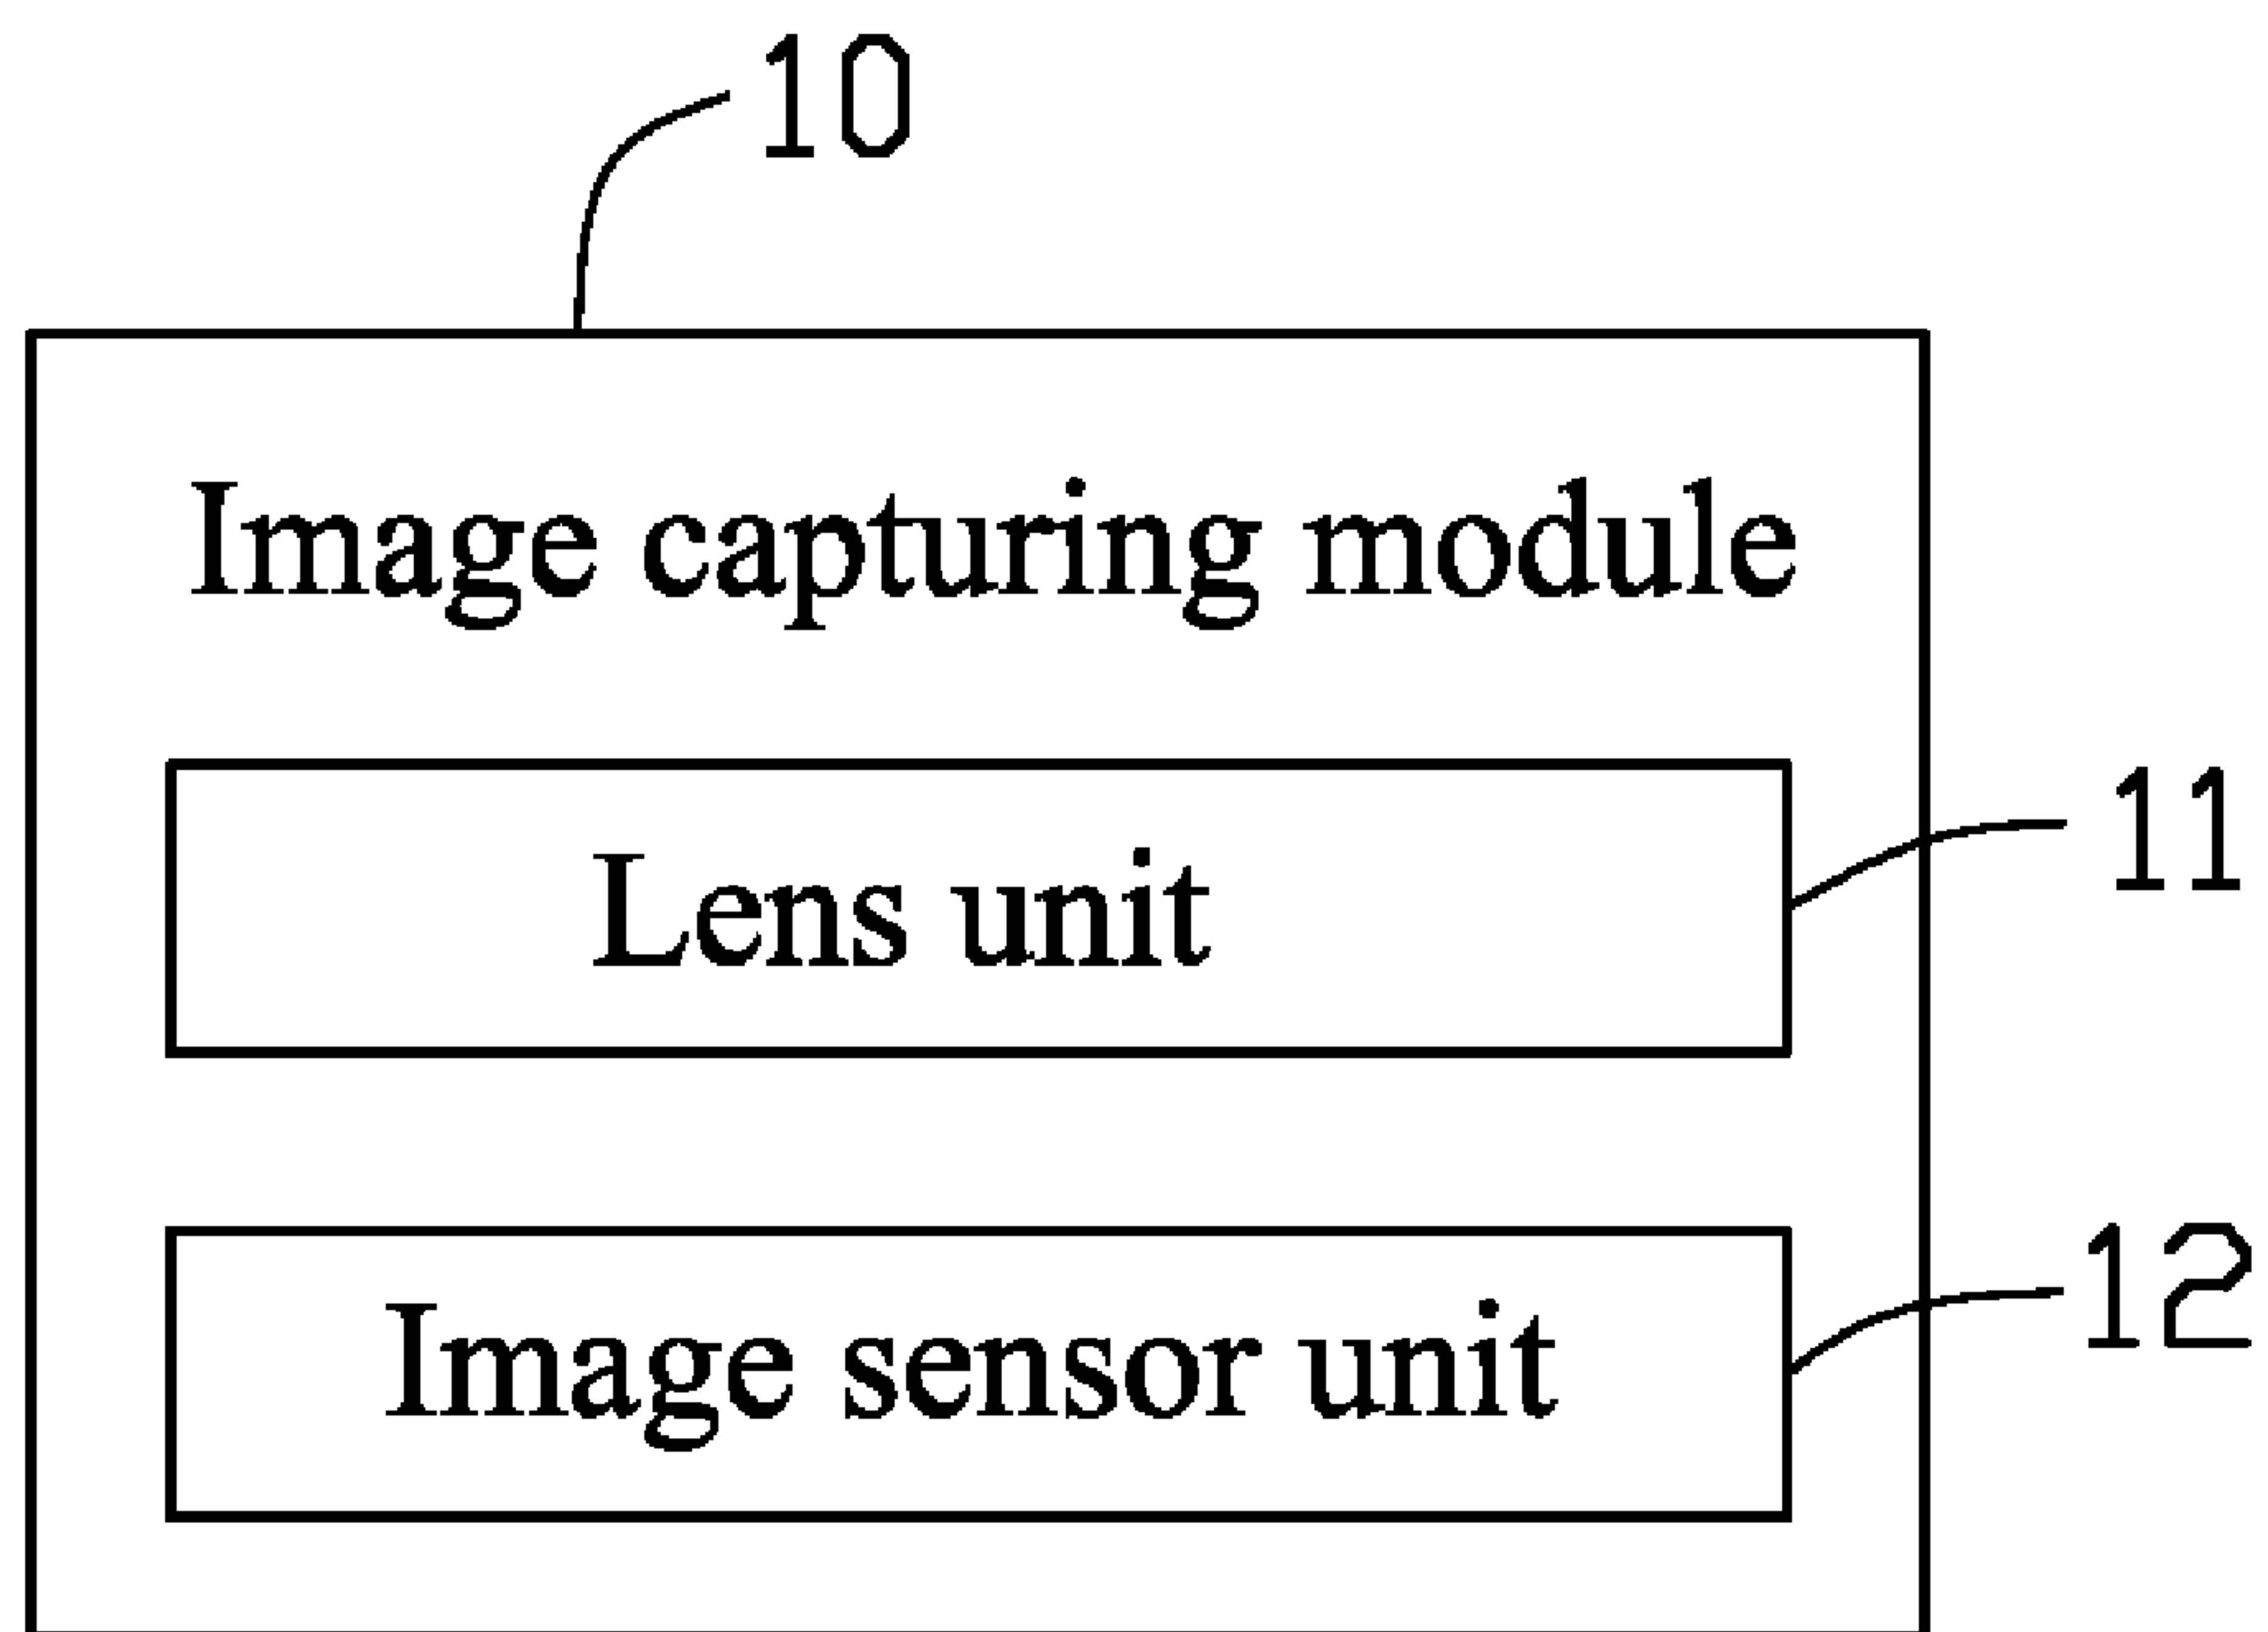 10
Image capturing module
11
Lens unit
12
Image sensor unit